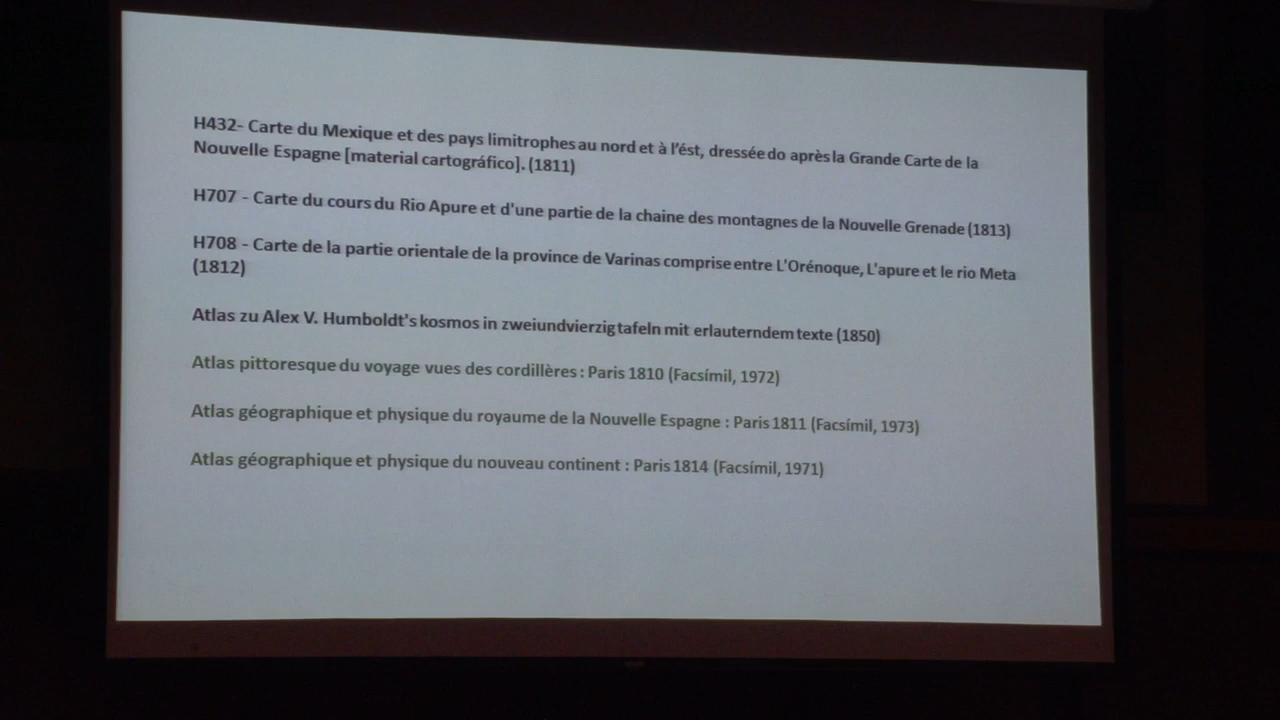 H432- Carte du Mexique et des pays limitrophes au nord et à l'ést, dressée do après la Grande Carte de la
Nouvelle Espagne [material cartográfico]. (1811)
H707 - Carte du cours du Rio Apure et d'une partie de la chaine des montagnes de la Nouvelle Grenade (1813)
H708 - Carte de la partie orientale de la province de Varinas comprise entre L'Orénoque, L'apure et le rio Meta
(1812)
Atlas zu Alex V. Humboldt's kosmos in zweiundvierzig tafeln mit erlauterndem texte (1850)
Atlas pittoresque du voyage vues des cordillères : Paris 1810 (Facsímil, 1972)
Atlas géographique et physique du royaume de la Nouvelle Espagne : Paris 1811 (Facsímil, 1973)
Atlas géographique et physique du nouveau continent : Paris 1814 (Facsímil, 1971)